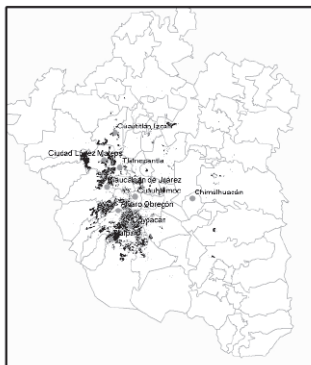 Cuautitlán Izcalli
Ciudad López Mateos
Tlalnepantla
Naucalpan de Juárez
Cuauhtémoc
Chimalhuacán
Álvaro Obregón
Coyoacán
Tlalpan